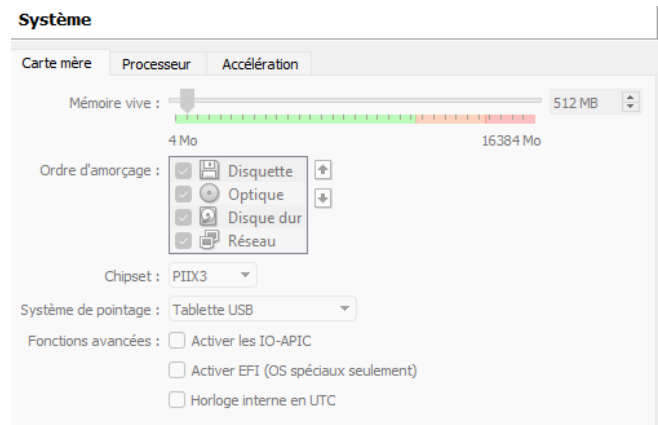 Système
Carte mère Processeur Accélération
Mémoire vive : 512 MB
4 Mo 16384 Mo
Ordre d'amorçage : Disquette
Optique
Disque dur
Réseau
Chipset : PIIX3
Système de pointage : Tablette USB
Fonctions avancées : Activer les IO-APIC
Activer EFI (OS spéciaux seulement)
Horloge interne en UTC